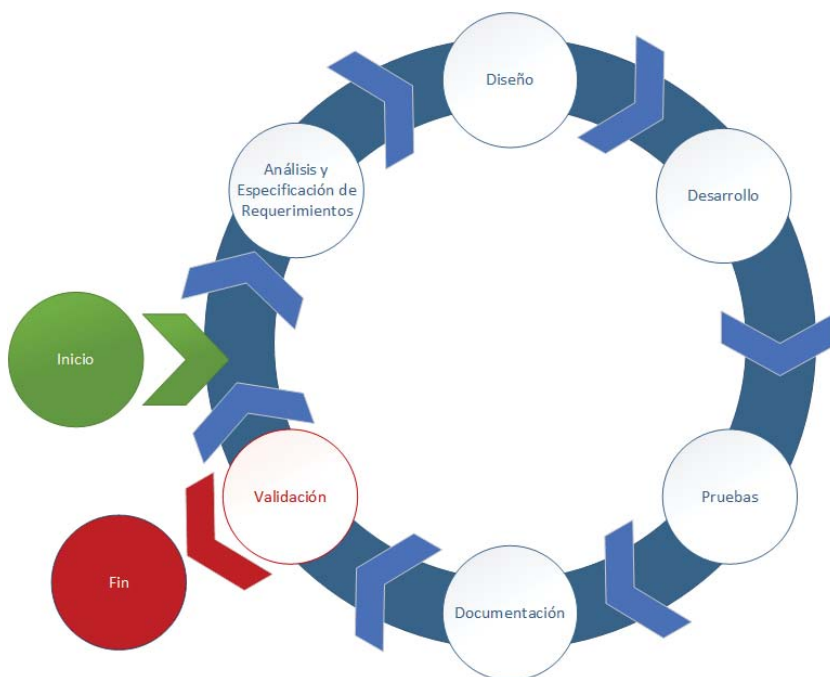 Diseño
Análisis y
Especificación de
Requerimientos
Desarrollo
Inicio
Validación
Pruebas
Fin
Documentación